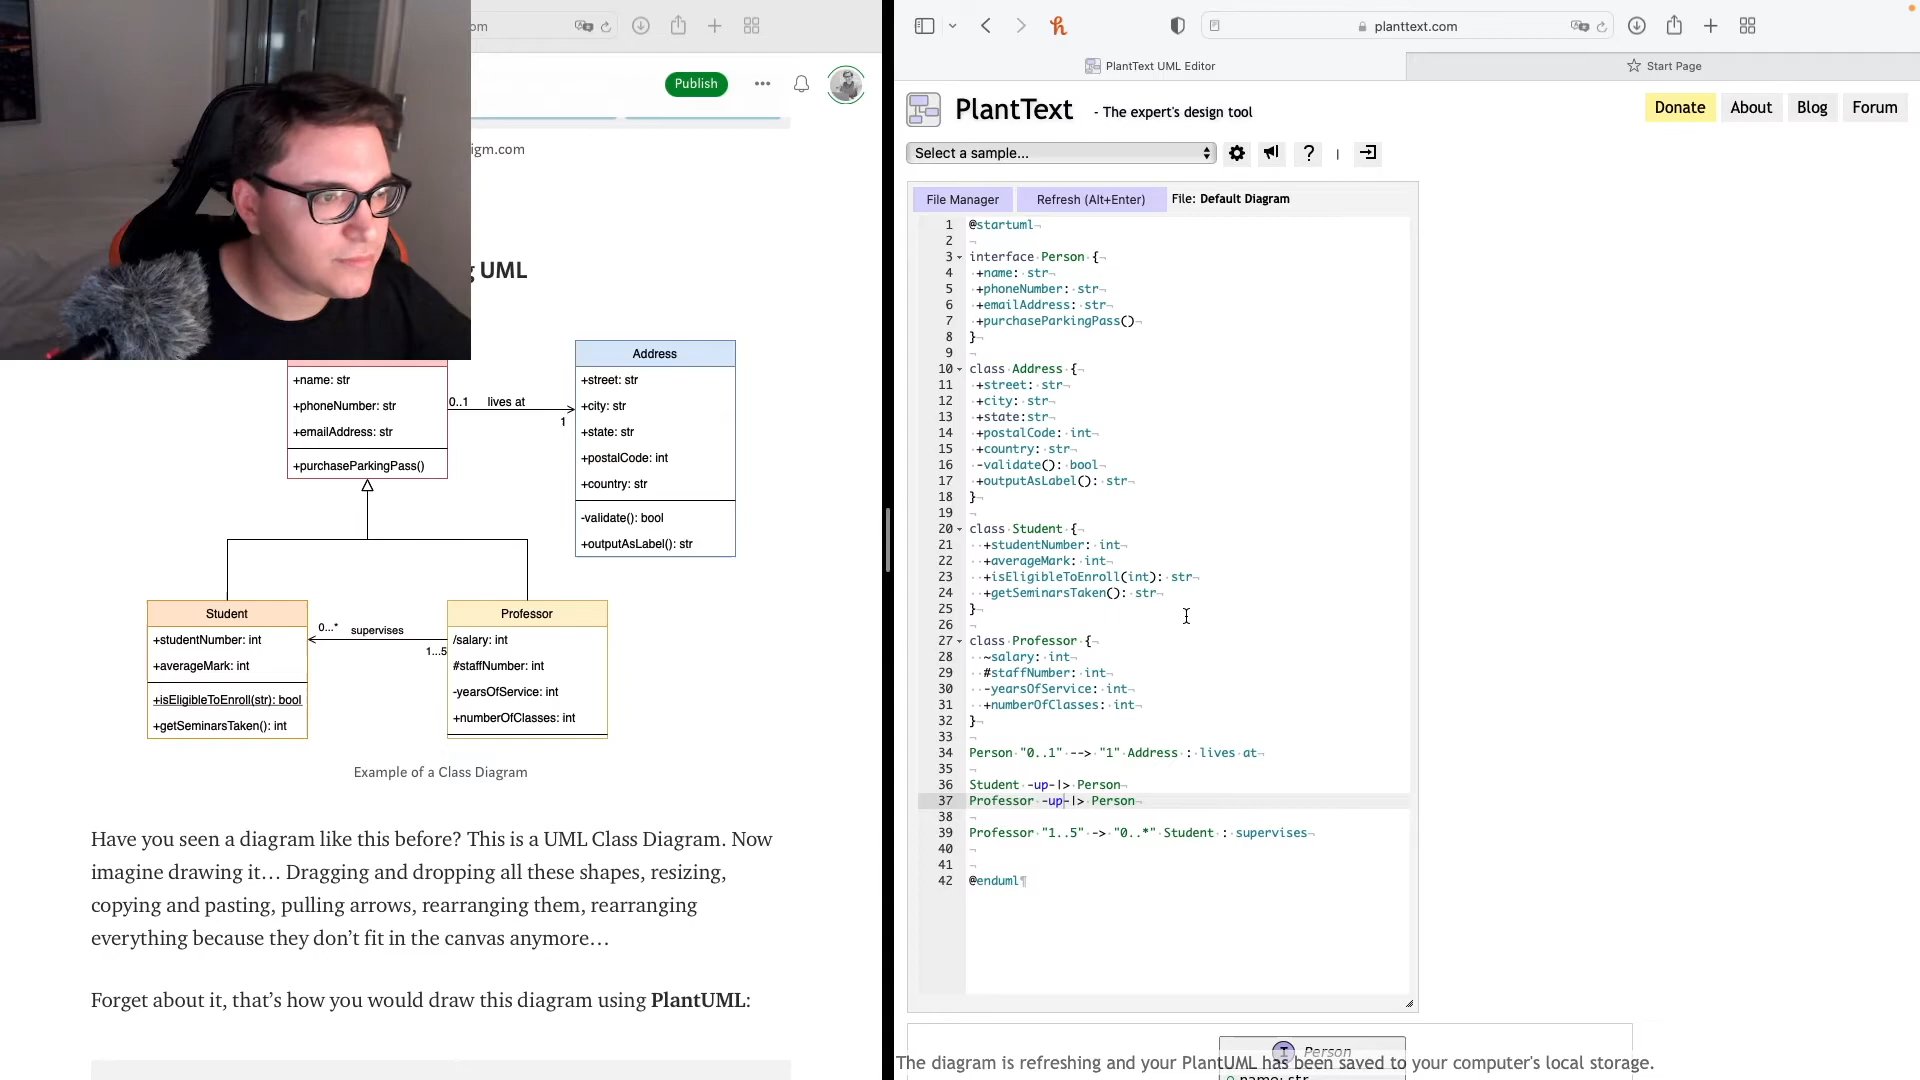 om
Publish
igm.com
UML
+name: str
+phoneNumber: str
+emailAddress: str
+purchaseParkingPass()
0..1 lives at
1
Address
+street: str
+city: str
+state: str
+postalCode: int
+country: str
-validate(): bool
+outputAsLabel(): str
Student
+studentNumber: int
+averageMark: int
+isEligibleToEnroll(str): bool
+getSeminarsTaken(): int
0...* supervises
1...5
Professor
/salary: int
#staffNumber: int
-yearsOfService: int
+numberOfClasses: int
Example of a Class Diagram
Have you seen a diagram like this before? This is a UML Class Diagram. Now
imagine drawing it… Dragging and dropping all these shapes, resizing,
copying and pasting, pulling arrows, rearranging them, rearranging
everything because they don't fit in the canvas anymore…
Forget about it, that's how you would draw this diagram using PlantUML:
planttext.com
PlantText UML Editor
Start Page
PlantText - The expert's design tool
Donate About Blog Forum
Select a sample...
? |
File Manager Refresh (Alt+Enter) File: Default Diagram
1 @startuml
2
3 interface Person {
4 +name: str
5 +phoneNumber: str
6 +emailAddress: str
7 +purchaseParkingPass()
8 }
9
10 class Address {
11 +street: str
12 +city: str
13 +state:str
14 +postalCode: int
15 +country: str
16 -validate(): bool
17 +outputAsLabel(): str
18 }
19
20 class Student {
21 +studentNumber: int
22 +averageMark: int
23 +isEligibleToEnroll(int): str
24 +getSeminarsTaken(): str
25 }
26
27 class Professor {
28 ~salary: int
29 #staffNumber: int
30 -yearsOfService: int
31 +numberOfClasses: int
32 }
33
34 Person "0..1" --> "1" Address : lives at
35
36 Student -up-|> Person
37 Professor -up-|> Person
38
39 Professor "1..5" -> "0..*" Student : supervises
40
41
42 @enduml
I Person
The diagram is refreshing and your PlantUML has been saved to your computer's local storage.
name: str